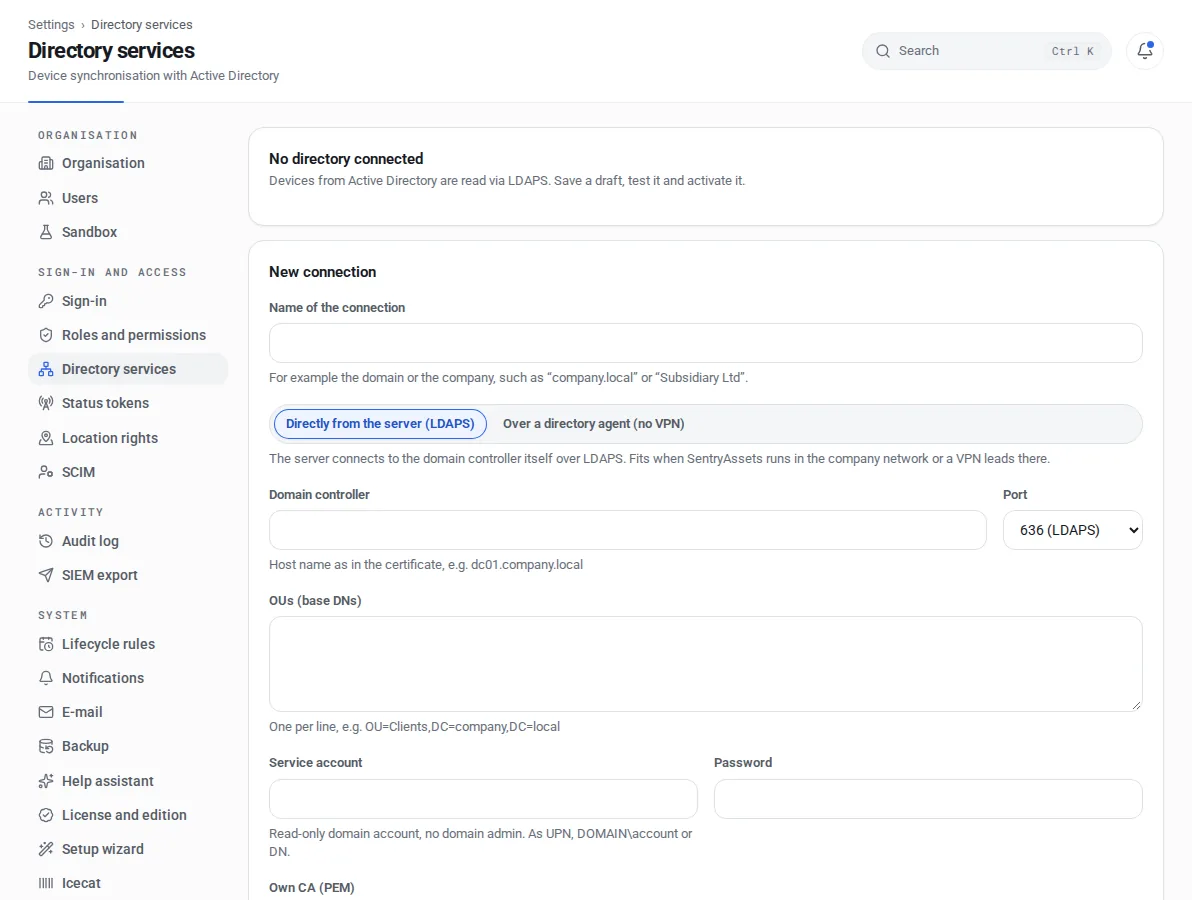 Settings › Directory services
Directory services
Device synchronisation with Active Directory
Search
Ctrl K
ORGANISATION
Organisation
Users
Sandbox
SIGN-IN AND ACCESS
Sign-in
Roles and permissions
Directory services
Status tokens
Location rights
SCIM
ACTIVITY
Audit log
SIEM export
SYSTEM
Lifecycle rules
Notifications
E-mail
Backup
Help assistant
License and edition
Setup wizard
Icecat
No directory connected
Devices from Active Directory are read via LDAPS. Save a draft, test it and activate it.
New connection
Name of the connection
For example the domain or the company, such as “company.local” or “Subsidiary Ltd”.
Directly from the server (LDAPS)
Over a directory agent (no VPN)
The server connects to the domain controller itself over LDAPS. Fits when SentryAssets runs in the company network or a VPN leads there.
Domain controller
Port
636 (LDAPS)
Host name as in the certificate, e.g. dc01.company.local
OUs (base DNs)
One per line, e.g. OU=Clients,DC=company,DC=local
Service account
Password
Read-only domain account, no domain admin. As UPN, DOMAIN\account or
DN.
Own CA (PEM)